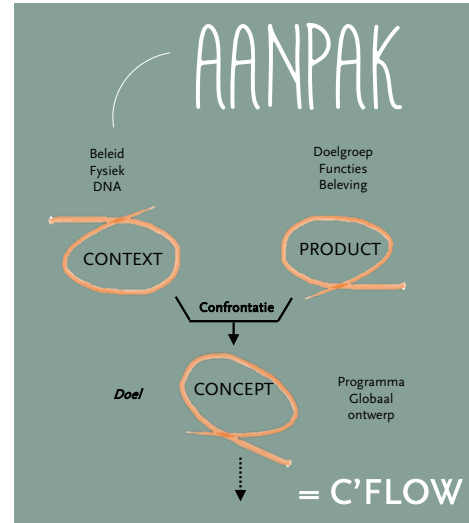 AANPAK
Beleid
Fysiek
DNA
Doelgroep
Functies
Beleving
CONTEXT
PRODUCT
Confrontatie
Doel
CONCEPT
Programma
Globaal
ontwerp
= C'FLOW